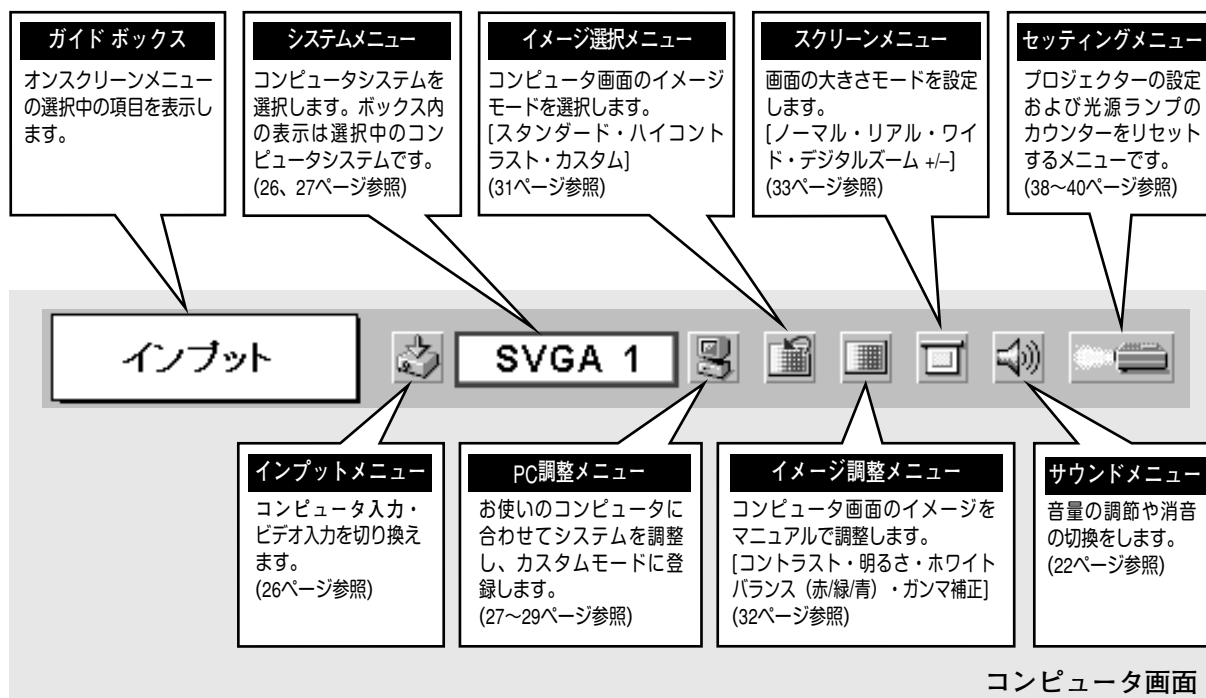 ガイド ボックス
オンスクリーンメニュー
の選択中の項目を表示し
ます。
システムメニュー
コンピュータシステムを
選択します。ボックス内
の表示は選択中のコン
ピュータシステムです。
(26、27ページ参照)
イメージ選択メニュー
コンピュータ画面のイメージ
モードを選択します。
[スタンダード・ハイコント
ラスト・カスタム]
(31ページ参照)
スクリーンメニュー
画面の大きさモードを設定
します。
[ノーマル・リアル・ワイ
ド・デジタルズーム +/–]
(33ページ参照)
セッティングメニュー
プロジェクターの設定
および光源ランプの
カウンターをリセット
するメニューです。
(38〜40ページ参照)
インプット
SVGA 1
インプットメニュー
コンピュータ入力・
ビデオ入力を切り換え
ます。
(26ページ参照)
PC調整メニュー
お使いのコンピュータに
合わせてシステムを調整
し、カスタムモードに登
録します。
(27〜29ページ参照)
イメージ調整メニュー
コンピュータ画面のイメージを
マニュアルで調整します。
[コントラスト・明るさ・ホワイト
バランス（赤/緑/青）・ガンマ補正]
(32ページ参照)
サウンドメニュー
音量の調節や消音
の切換をします。
(22ページ参照)
コンピュータ画面